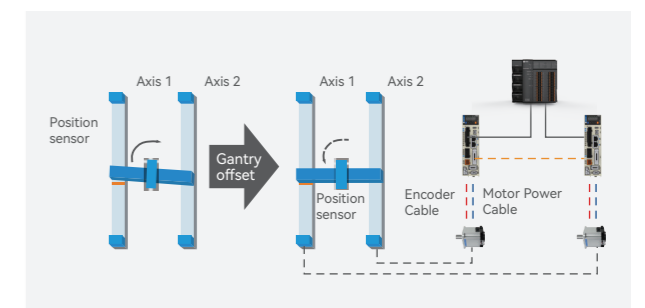 Axis 1
Axis 2
Position
sensor
Gantry
offset
Axis 1
Axis 2
Position
sensor
Encoder
Cable
Motor Power
Cable